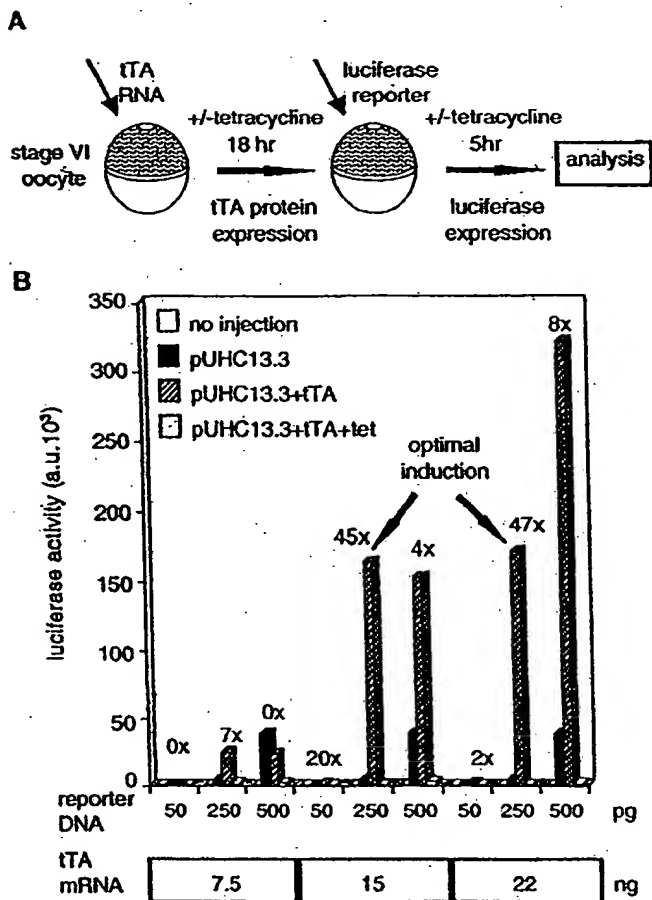 A
tTA
RNA
luciferase
reporter
+/-tetracycline
18 hr
+/-tetracycline
5hr
stage VI
oocyte
analysis
tTA protein
expression
luciferase
expression
B
350
300
250
200
150
100
50
0
luciferase activity (a.u.10³)
no injection
pUHC13.3
pUHC13.3+tTA
pUHC13.3+tTA+tet
optimal
induction
0x
7x
0x
20x
45x
4x
2x
47x
8x
reporter
DNA
50 250 500 50 250 500 50 250 500 pg
tTA
mRNA
7.5 15 22 ng